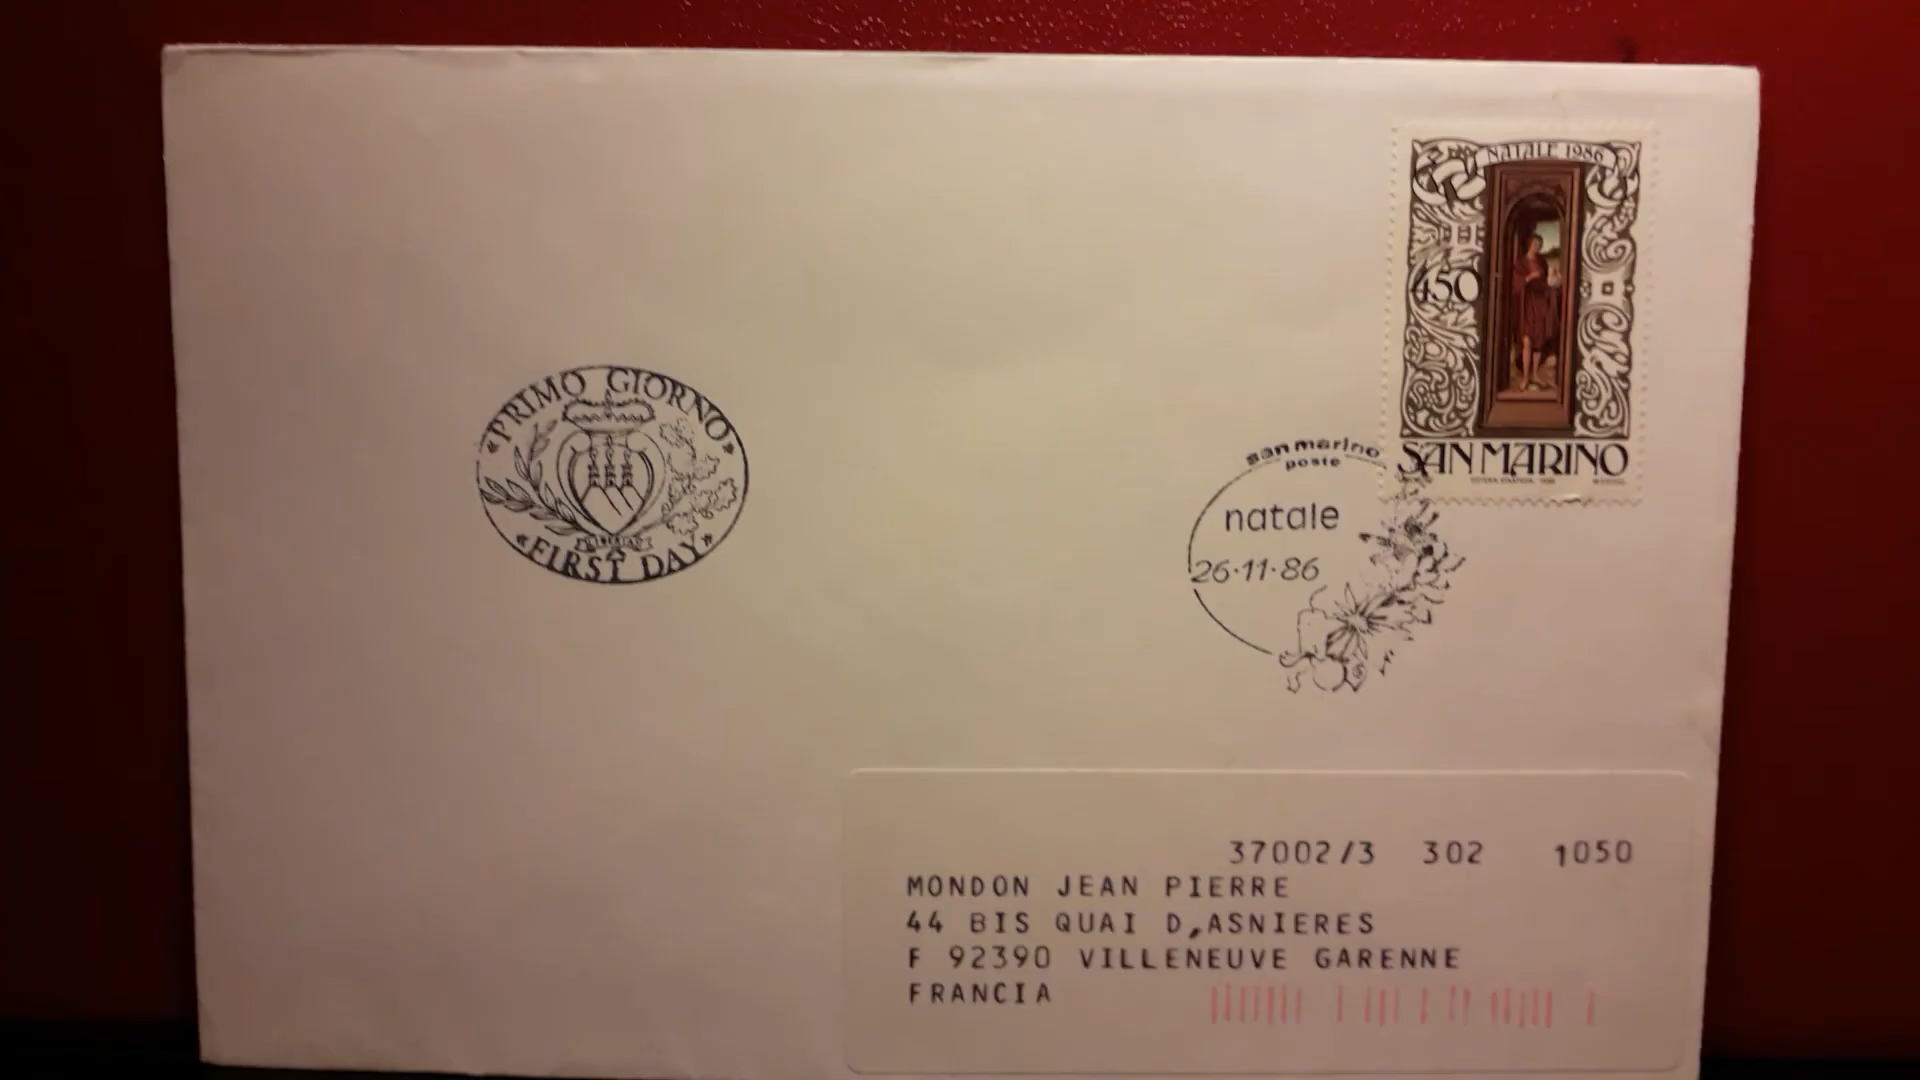 NATALE 1986
450
SAN MARINO
«PRIMO GIORNO»
LIBERTAS
«FIRST DAY»
san marino
poste
natale
26·11·86
37002/3 302 1050
MONDON JEAN PIERRE
44 BIS QUAI D,ASNIERES
F 92390 VILLENEUVE GARENNE
FRANCIA